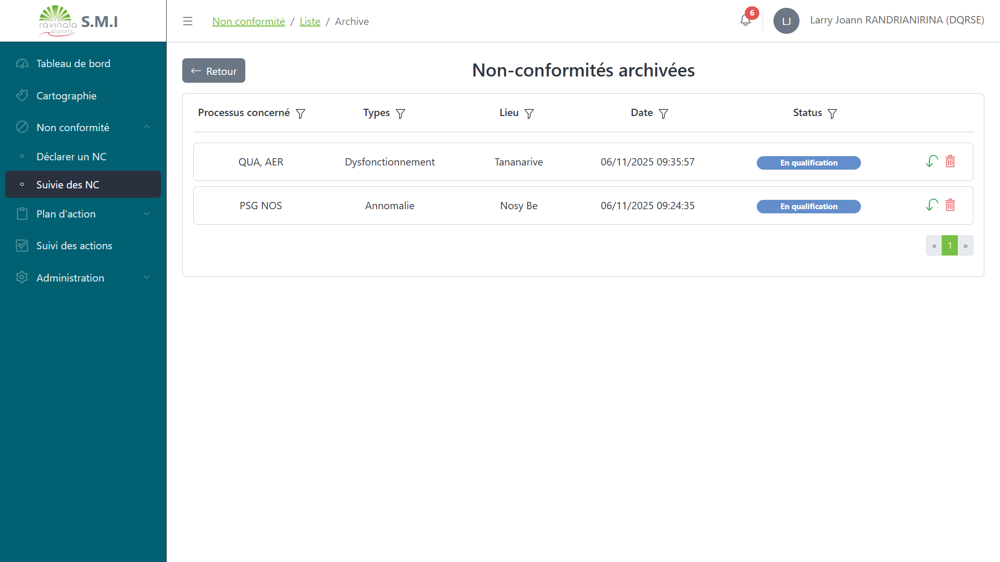 ravinala
airports
S.M.I
Non conformité / Liste / Archive
6
LJ
Larry Joann RANDRIANIRINA (DQRSE)
Tableau de bord
Cartographie
Non conformité
Déclarer un NC
Suivie des NC
Plan d'action
Suivi des actions
Administration
Retour
Non-conformités archivées
Processus concerné Types Lieu Date Status
QUA, AER Dysfonctionnement Tananarive 06/11/2025 09:35:57 En qualification
PSG NOS Annomalie Nosy Be 06/11/2025 09:24:35 En qualification
« 1 »